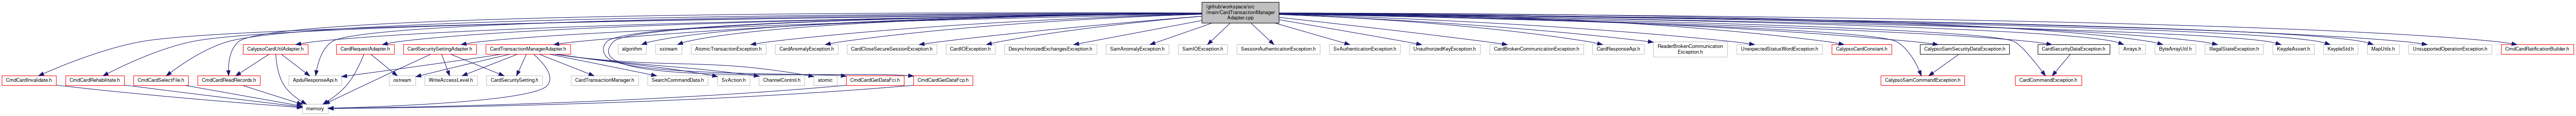 /github/workspace/src
/main/CardTransactionManager
Adapter.cpp
CalypsoCardUtilAdapter.h
CardRequestAdapter.h
CardSecuritySettingAdapter.h
CardTransactionManagerAdapter.h
algorithm
sstream
AtomicTransactionException.h
CardAnomalyException.h
CardCloseSecureSessionException.h
CardIOException.h
DesynchronizedExchangesException.h
SamAnomalyException.h
SamIOException.h
SessionAuthenticationException.h
SvAuthenticationException.h
UnauthorizedKeyException.h
CardBrokenCommunicationException.h
CardResponseApi.h
ReaderBrokenCommunication
Exception.h
UnexpectedStatusWordException.h
CalypsoCardConstant.h
CalypsoSamSecurityDataException.h
CardSecurityDataException.h
Arrays.h
ByteArrayUtil.h
IllegalStateException.h
KeypleAssert.h
KeypleStd.h
MapUtils.h
UnsupportedOperationException.h
CmdCardRatificationBuilder.h
CmdCardInvalidate.h
CmdCardRehabilitate.h
CmdCardSelectFile.h
CmdCardReadRecords.h
ApduResponseApi.h
ostream
WriteAccessLevel.h
CardSecuritySetting.h
CardTransactionManager.h
SearchCommandData.h
SvAction.h
ChannelControl.h
atomic
CmdCardGetDataFci.h
CmdCardGetDataFcp.h
CalypsoSamCommandException.h
CardCommandException.h
memory